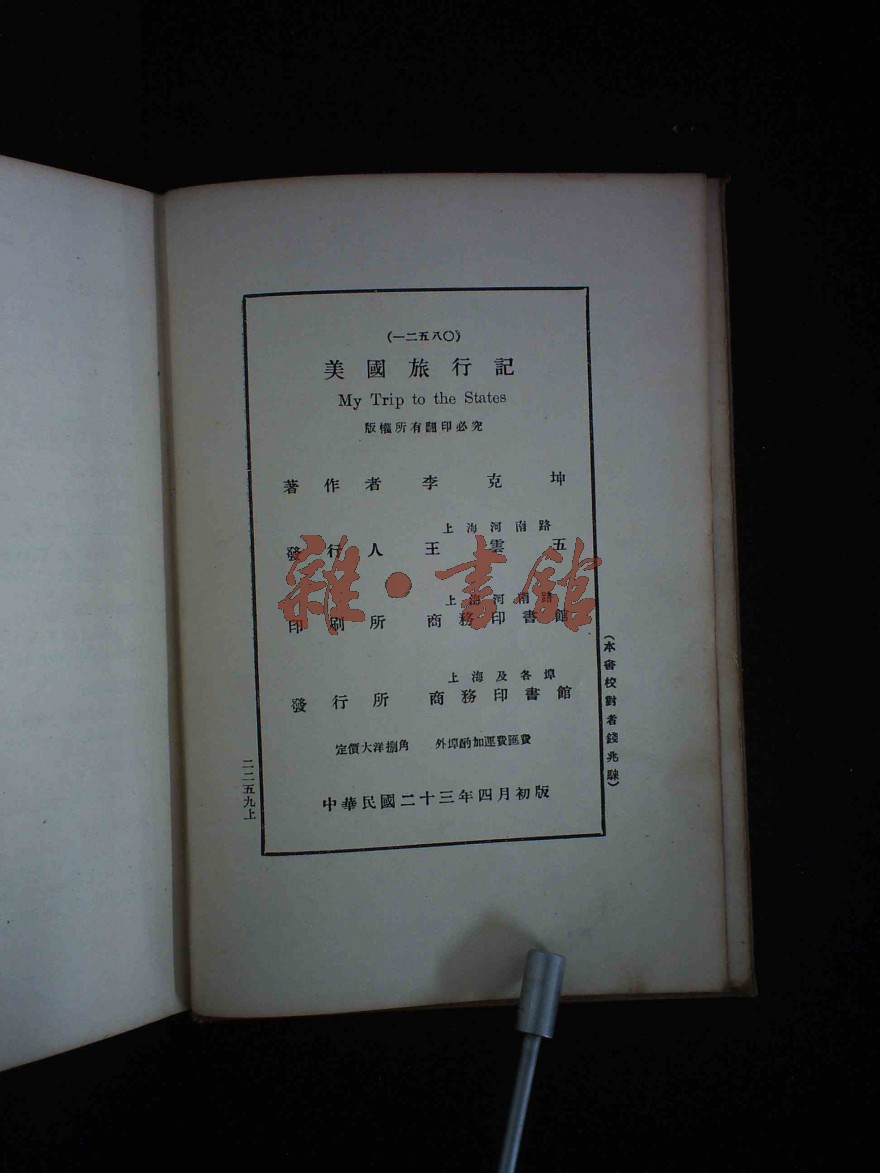 (一二五八〇)
美國旅行記
My Trip to the States
版權所有翻印必究
著作者 李克坤
上海河南路
發行人 王雲五
上海河南路
印刷所 商務印書館
上海及各埠
發行所 商務印書館
定價大洋捌角 外埠酌加運費匯費
中華民國二十三年四月初版
(本書校對者錢兆騄)
二二五九上
雜·書館